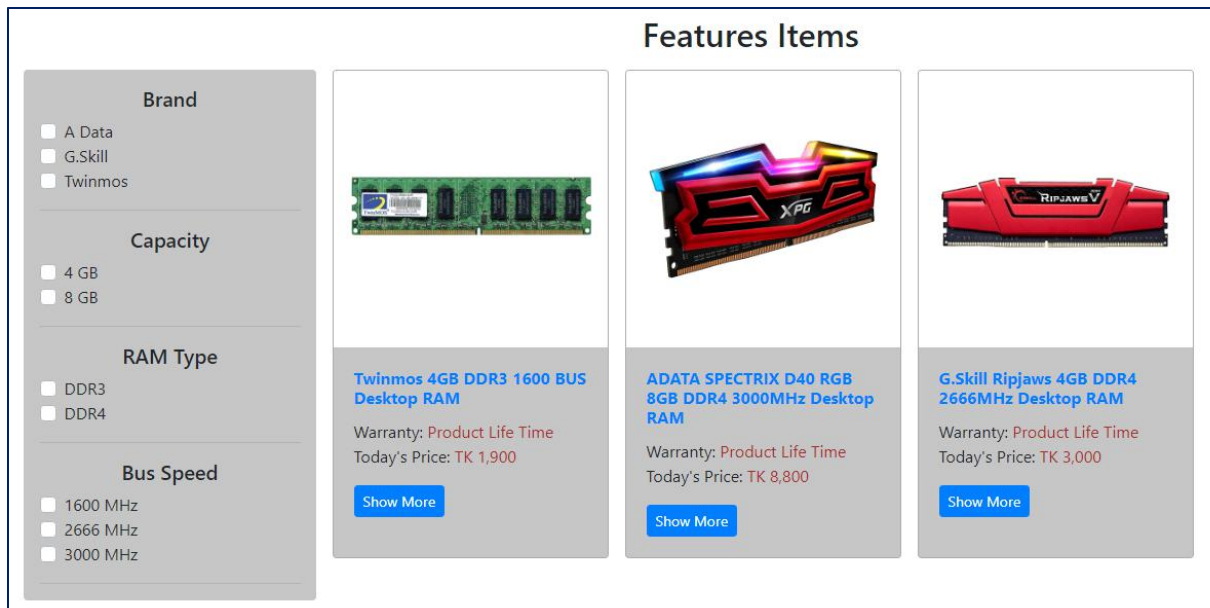 Features Items
Brand
A Data
G.Skill
Twinmos
Capacity
4 GB
8 GB
RAM Type
DDR3
DDR4
Bus Speed
1600 MHz
2666 MHz
3000 MHz
TwinMOS
Twinmos 4GB DDR3 1600 BUS
Desktop RAM
Warranty: Product Life Time
Today's Price: TK 1,900
Show More
XPG
ADATA SPECTRIX D40 RGB
8GB DDR4 3000MHz Desktop
RAM
Warranty: Product Life Time
Today's Price: TK 8,800
Show More
RIPJAWS V
G.Skill Ripjaws 4GB DDR4
2666MHz Desktop RAM
Warranty: Product Life Time
Today's Price: TK 3,000
Show More